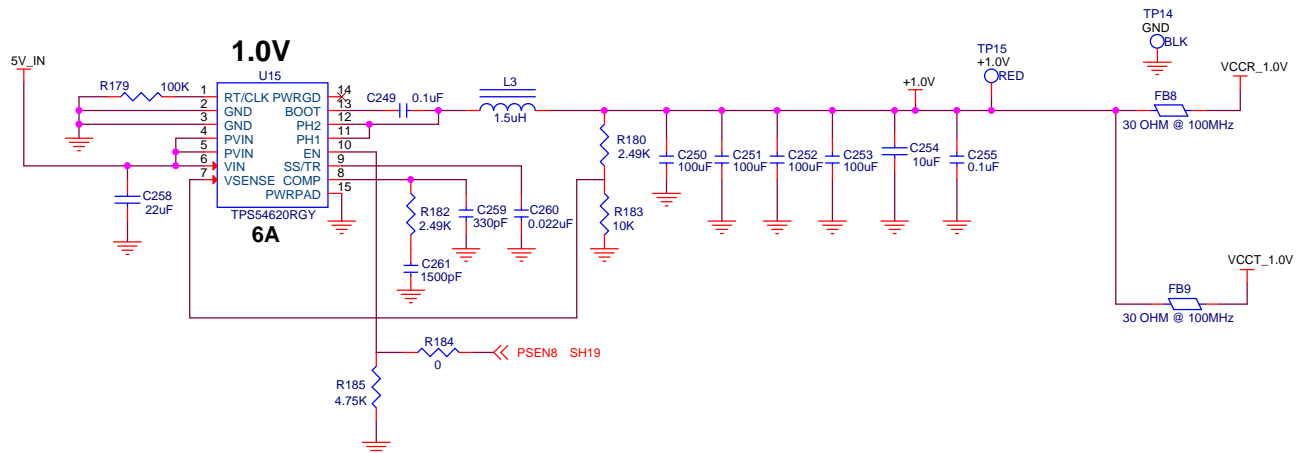 TP14
GND
BLK
1.0V
5V_IN
U15
TP15
+1.0V
RED
VCCR_1.0V
R179 100K
1 RT/CLK PWRGD 14
2 GND BOOT 13
3 GND PH2 12
4 PVIN PH1 11
5 PVIN EN 10
6 VIN SS/TR 9
7 VSENSE COMP 8
PWRPAD 15
TPS54620RGY
6A
C249 0.1uF
L3
1.5uH
+1.0V
FB8
30 OHM @ 100MHz
R180
2.49K
C250
100uF
C251
100uF
C252
100uF
C253
100uF
C254
10uF
C255
0.1uF
C258
22uF
R182
2.49K
C259
330pF
C260
0.022uF
R183
10K
C261
1500pF
VCCT_1.0V
FB9
30 OHM @ 100MHz
R184
0
PSEN8 SH19
R185
4.75K